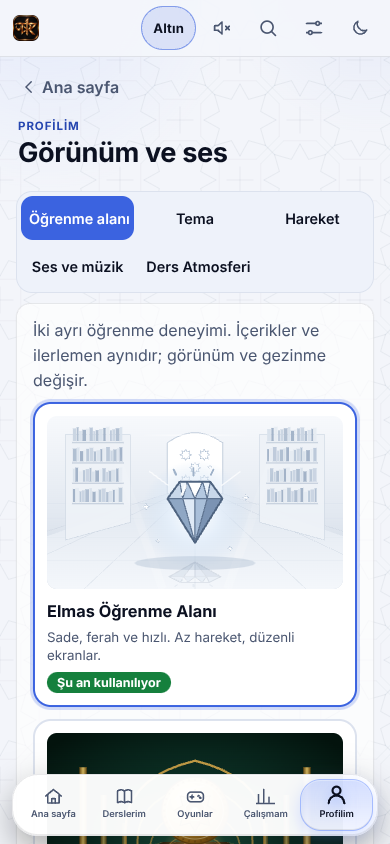 Altın
Ana sayfa
PROFİLİM
Görünüm ve ses
Öğrenme alanı
Tema
Hareket
Ses ve müzik
Ders Atmosferi
İki ayrı öğrenme deneyimi. İçerikler ve
ilerlemen aynıdır; görünüm ve gezinme
değişir.
Elmas Öğrenme Alanı
Sade, ferah ve hızlı. Az hareket, düzenli
ekranlar.
Şu an kullanılıyor
Ana sayfa
Derslerim
Oyunlar
Çalışmam
Profilim